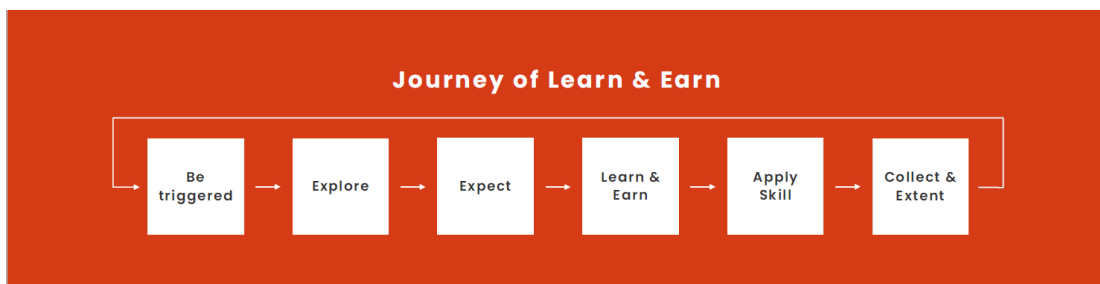 Journey of Learn & Earn
Be
triggered
Explore
Expect
Learn &
Earn
Apply
Skill
Collect &
Extent